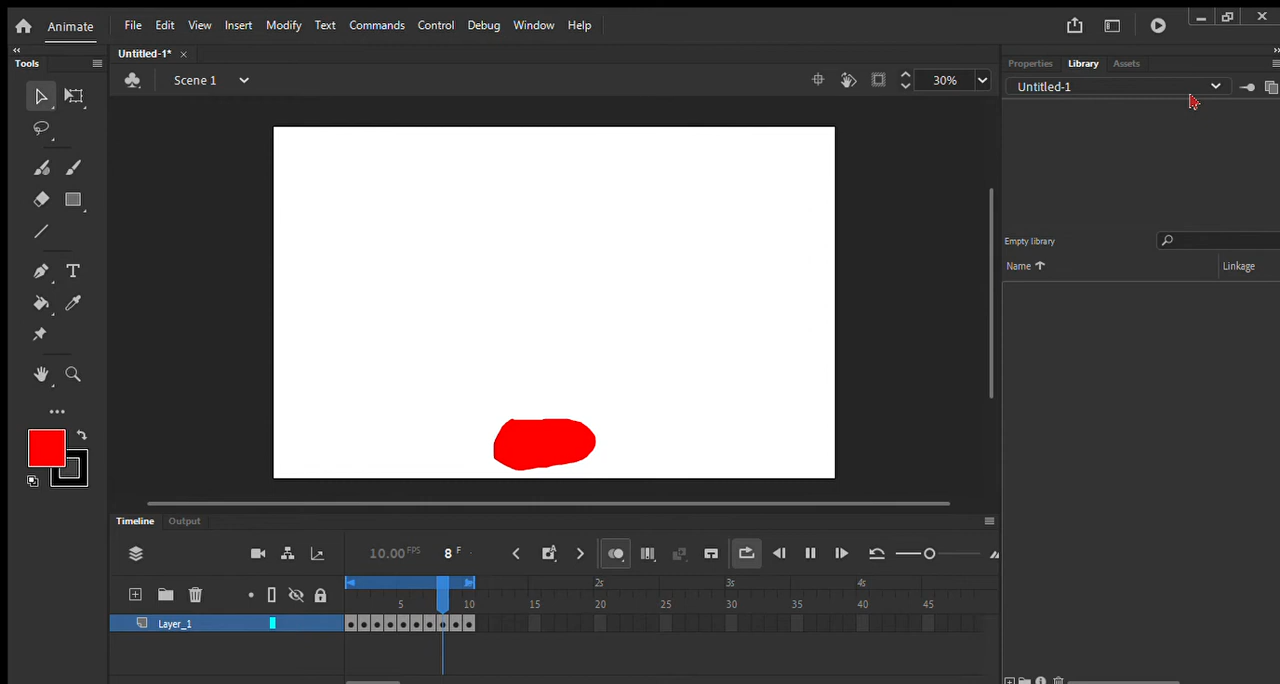 Animate File Edit View Insert Modify Text Commands Control Debug Window Help
Tools Untitled-1* Properties Library Assets
Scene 1 30% Untitled-1
Empty library
Name Linkage
T
Timeline Output
10.00 FPS 8 F
2s 3s 4s
5 10 15 20 25 30 35 40 45
Layer_1